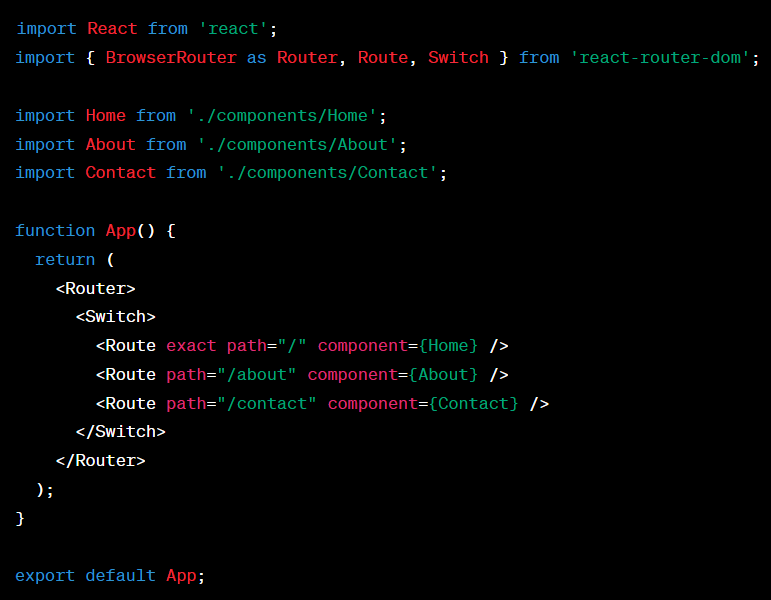 import React from 'react';
import { BrowserRouter as Router, Route, Switch } from 'react-router-dom';
import Home from './components/Home';
import About from './components/About';
import Contact from './components/Contact';
function App() {
  return (
    <Router>
      <Switch>
        <Route exact path="/" component={Home} />
        <Route path="/about" component={About} />
        <Route path="/contact" component={Contact} />
      </Switch>
    </Router>
  );
}
export default App;